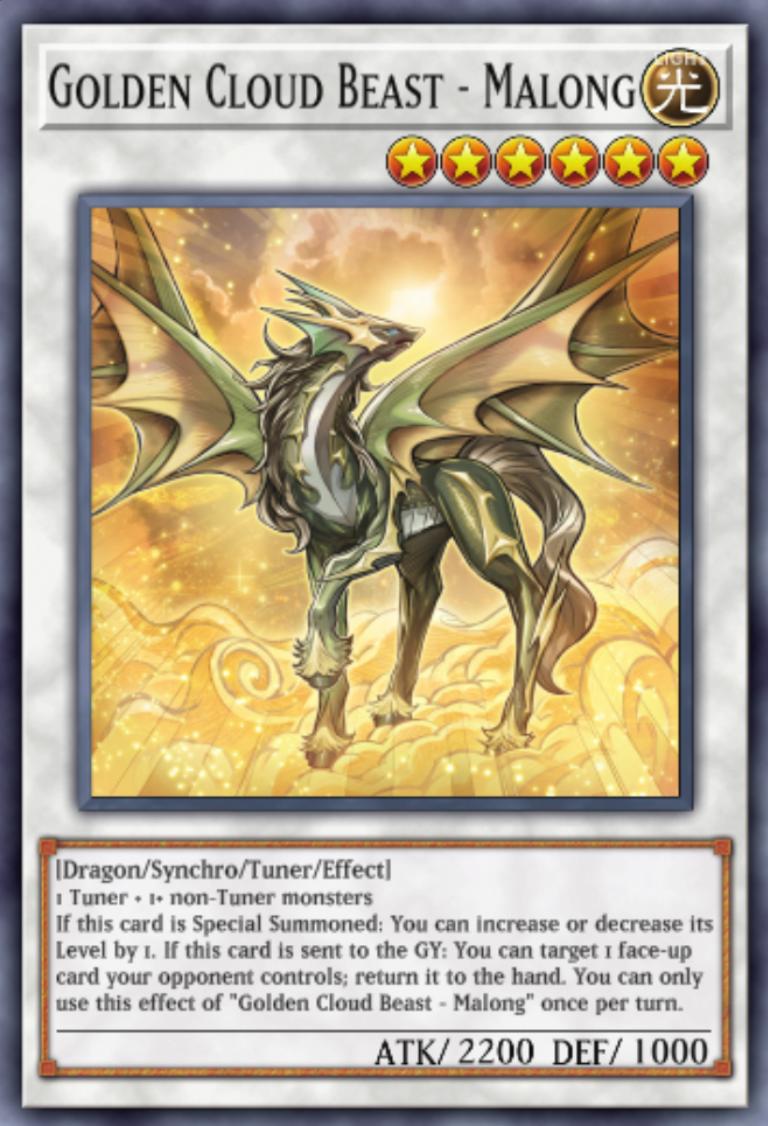 Golden Cloud Beast - Malong
LIGHT
光
[Dragon/Synchro/Tuner/Effect]
1 Tuner + 1+ non-Tuner monsters
If this card is Special Summoned: You can increase or decrease its
Level by 1. If this card is sent to the GY: You can target 1 face-up
card your opponent controls; return it to the hand. You can only
use this effect of "Golden Cloud Beast - Malong" once per turn.
ATK/ 2200 DEF/ 1000